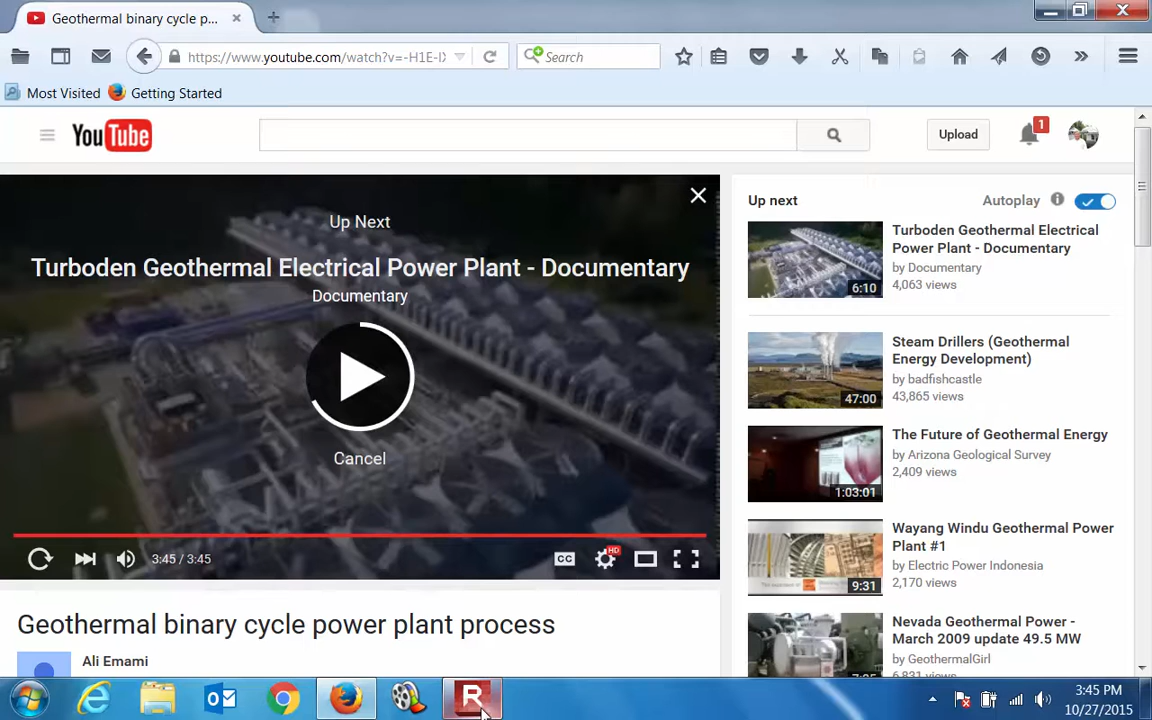 Geothermal binary cycle p...
https://www.youtube.com/watch?v=-H1E-I
Search
Most Visited
Getting Started
YouTube
Upload
1
Up Next
Turboden Geothermal Electrical Power Plant - Documentary
Documentary
Cancel
3:45 / 3:45
CC
HD
Geothermal binary cycle power plant process
Ali Emami
Up next
Autoplay
Turboden Geothermal Electrical
Power Plant - Documentary
by Documentary
4,063 views
6:10
Steam Drillers (Geothermal
Energy Development)
by badfishcastle
43,865 views
47:00
The Future of Geothermal Energy
by Arizona Geological Survey
2,409 views
1:03:01
Wayang Windu Geothermal Power
Plant #1
by Electric Power Indonesia
2,170 views
9:31
Nevada Geothermal Power -
March 2009 update 49.5 MW
by GeothermalGirl
6,831 views
R
3:45 PM
10/27/2015